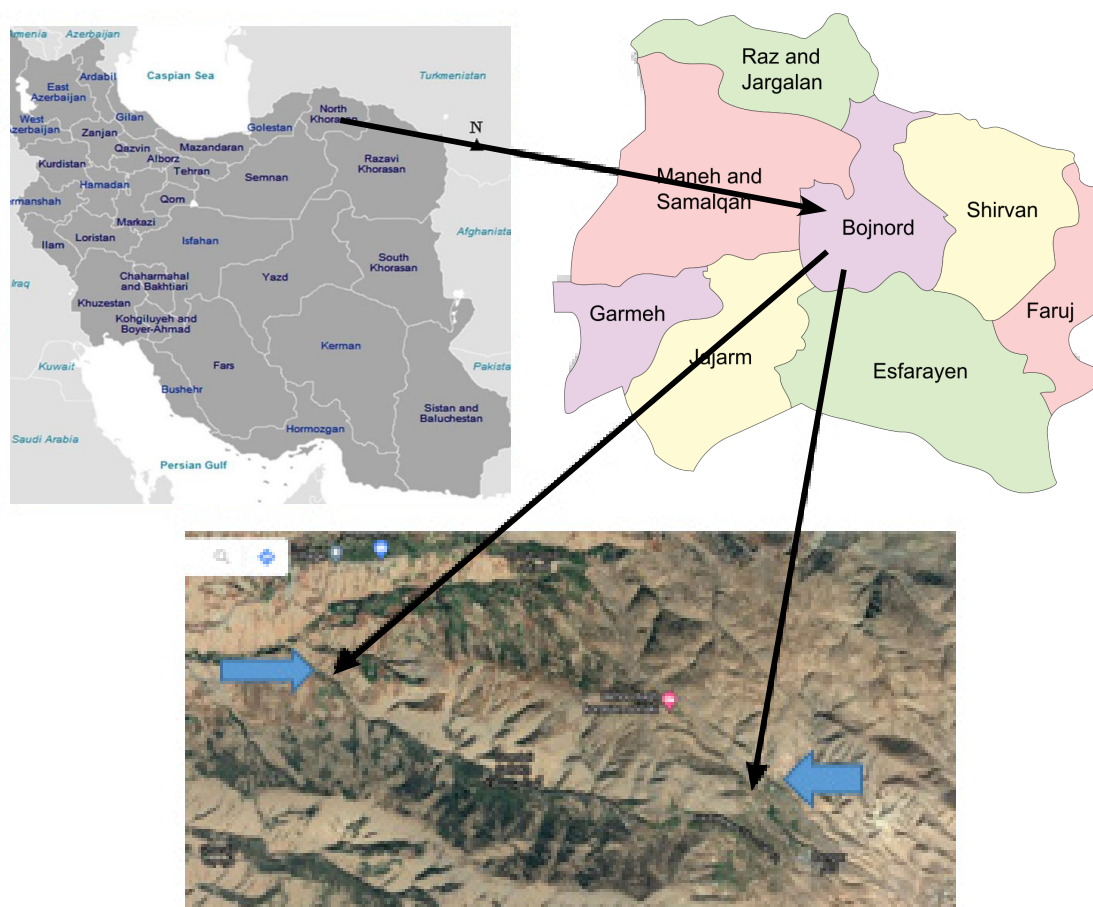 Armenia
Azerbaijan
Caspian Sea
Turkmenistan
Ardabil
East
Azerbaijan
West
Azerbaijan
Gilan
Zanjan
Qazvin
Alborz
Mazandaran
Golestan
North
Khorasan
N
Kurdistan
Tehran
Semnan
Razavi
Khorasan
Hamadan
Qom
ermanshah
Markazi
Loristan
Isfahan
Ilam
Afghanista
Iraq
Chaharmahal
and Bakhtiari
Yazd
South
Khorasan
Khuzestan
Kohgiluyeh and
Boyer-Ahmad
Kerman
Kuwait
Fars
Pakista
Bushehr
Sistan and
Baluchestan
Hormozgan
Saudi Arabia
Persian Gulf
Raz and
Jargalan
Maneh and
Samalqan
Bojnord
Shirvan
Garmeh
Faruj
Jajarm
Esfarayen